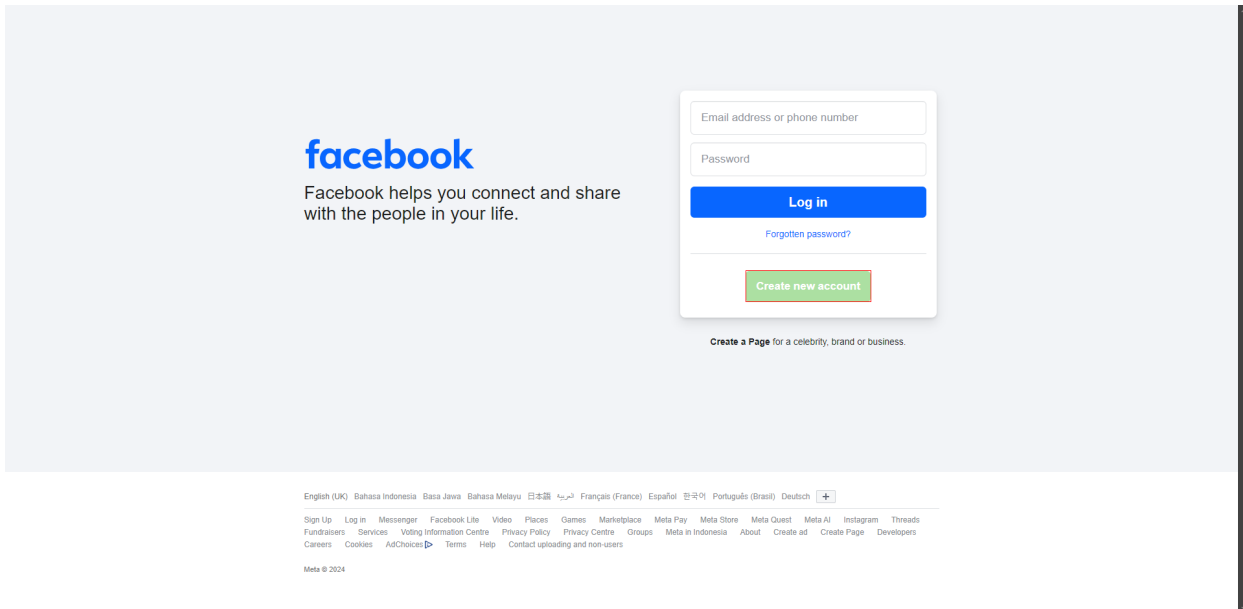 facebook
Facebook helps you connect and share
with the people in your life.
Email address or phone number
Password
Log in
Forgotten password?
Create new account
Create a Page for a celebrity, brand or business.
English (UK) Bahasa Indonesia Basa Jawa Bahasa Melayu 日本語 العربية Français (France) Español 한국어 Português (Brasil) Deutsch +
Sign Up Log in Messenger Facebook Lite Video Places Games Marketplace Meta Pay Meta Store Meta Quest Meta AI Instagram Threads
Fundraisers Services Voting Information Centre Privacy Policy Privacy Centre Groups Meta in Indonesia About Create ad Create Page Developers
Careers Cookies AdChoices Terms Help Contact uploading and non-users
Meta © 2024